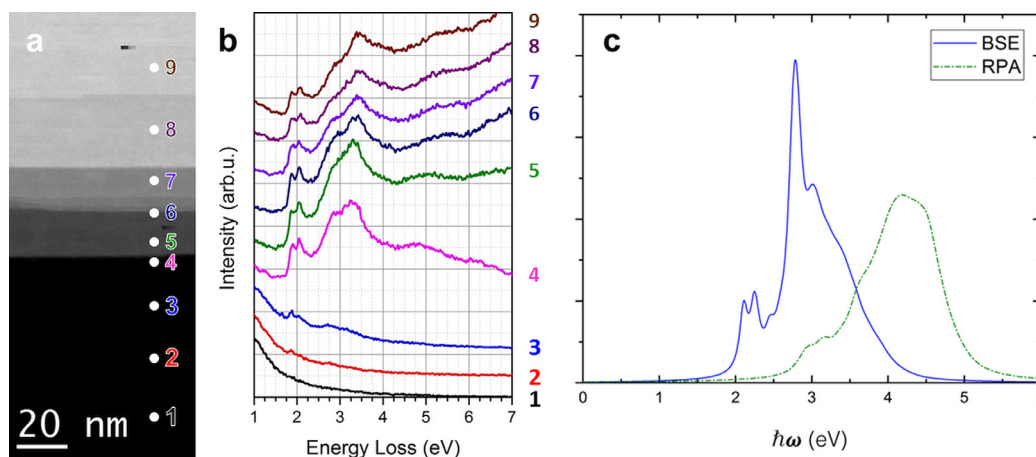 a
9
8
7
6
5
4
3
2
1
20 nm
b
Intensity (arb.u.)
9
8
7
6
5
4
3
2
1
1 2 3 4 5 6 7
Energy Loss (eV)
c
BSE
RPA
0 1 2 3 4 5
ℏω (eV)